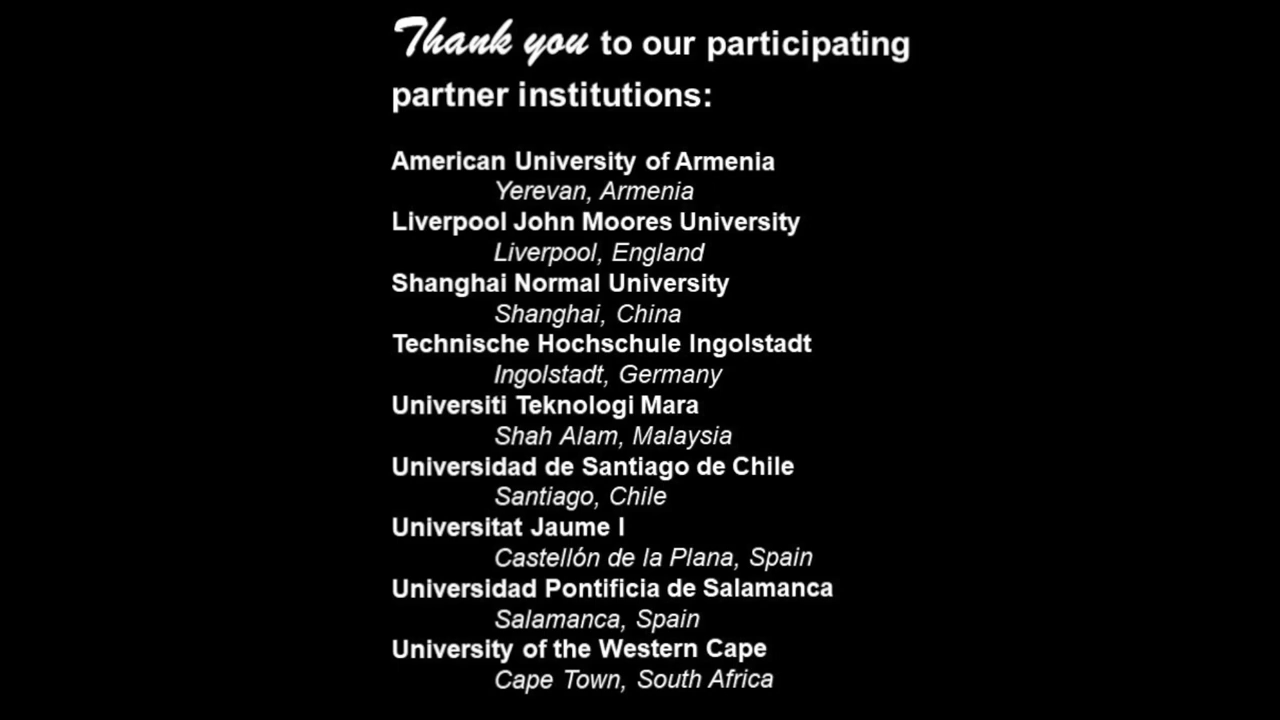 Thank you to our participating
partner institutions:
American University of Armenia
Yerevan, Armenia
Liverpool John Moores University
Liverpool, England
Shanghai Normal University
Shanghai, China
Technische Hochschule Ingolstadt
Ingolstadt, Germany
Universiti Teknologi Mara
Shah Alam, Malaysia
Universidad de Santiago de Chile
Santiago, Chile
Universitat Jaume I
Castellón de la Plana, Spain
Universidad Pontificia de Salamanca
Salamanca, Spain
University of the Western Cape
Cape Town, South Africa